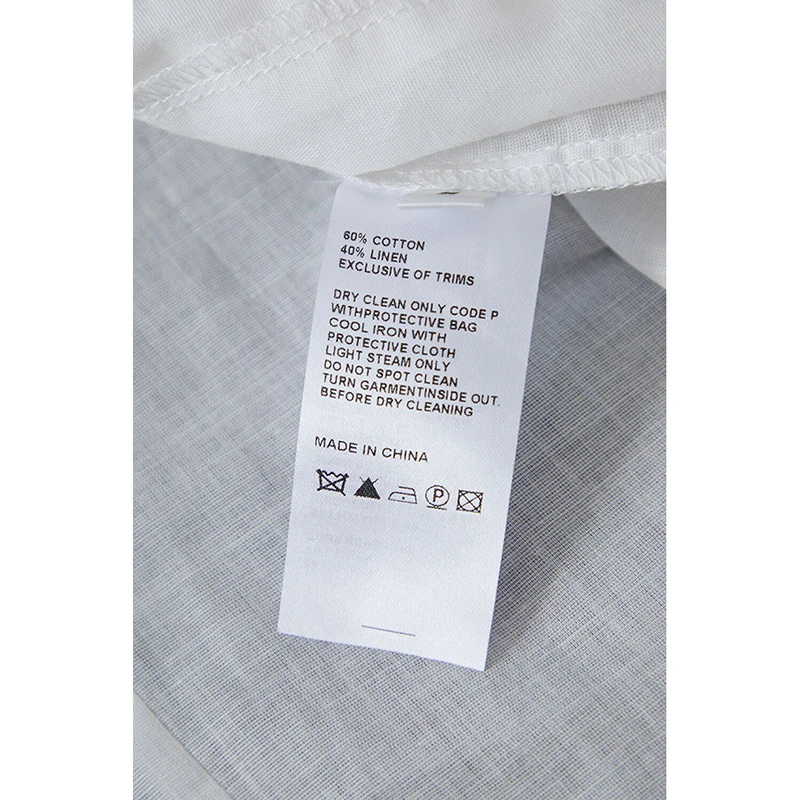 60% COTTON
40% LINEN
EXCLUSIVE OF TRIMS
DRY CLEAN ONLY CODE P
WITHPROTECTIVE BAG
COOL IRON WITH
PROTECTIVE CLOTH
LIGHT STEAM ONLY
DO NOT SPOT CLEAN
TURN GARMENTINSIDE OUT.
BEFORE DRY CLEANING
MADE IN CHINA
P